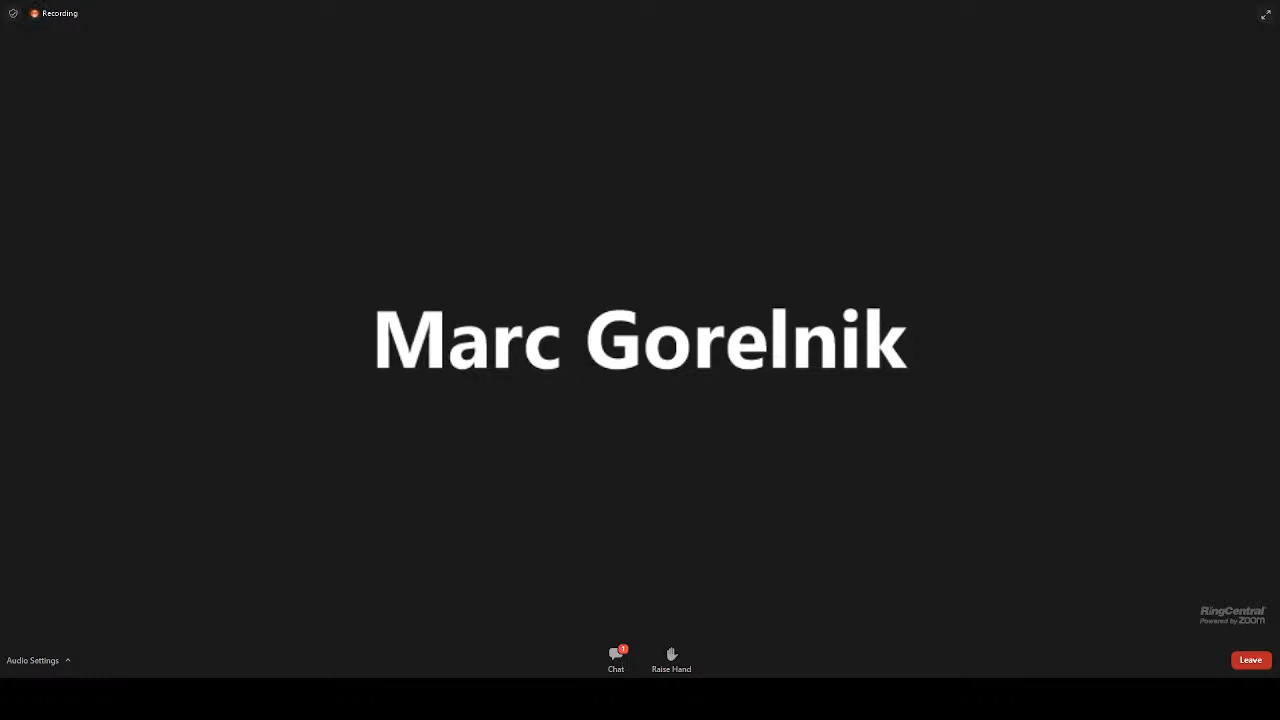 Recording
Marc Gorelnik
RingCentral
Powered by zoom
Audio Settings
1
Chat
Raise Hand
Leave